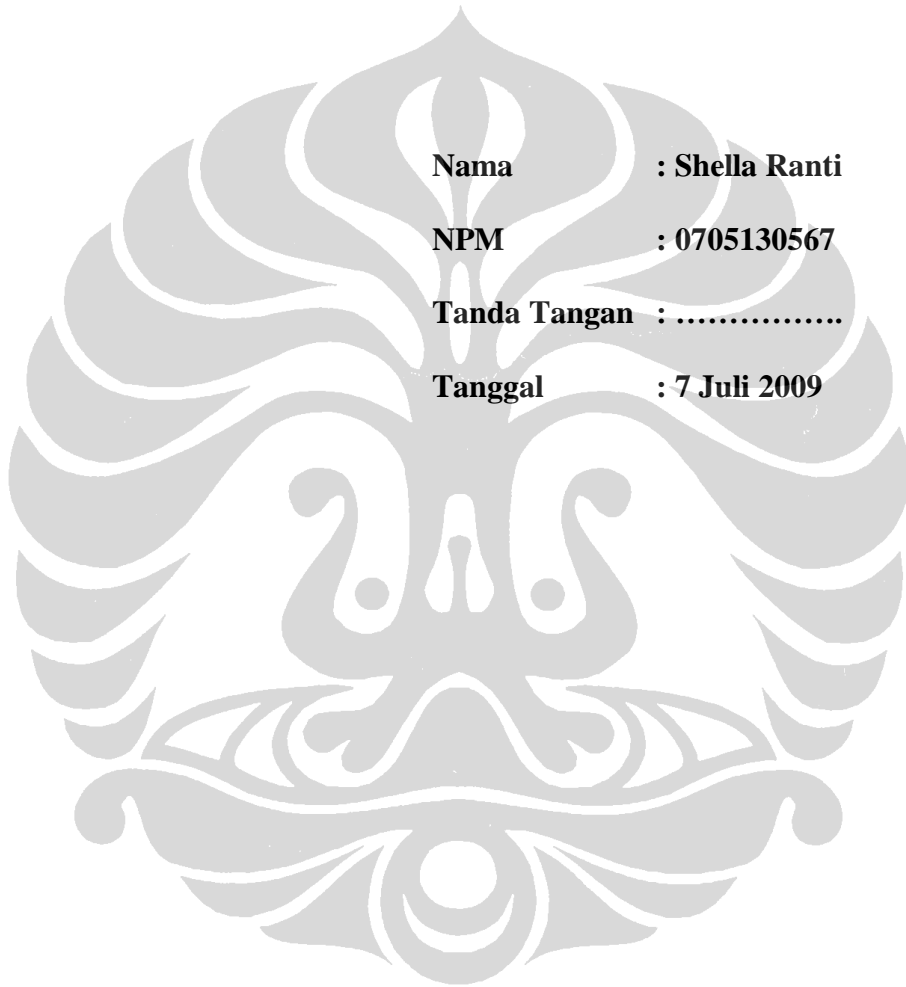 Nama : Shella Ranti
NPM : 0705130567
Tanda Tangan : …………….
Tanggal : 7 Juli 2009